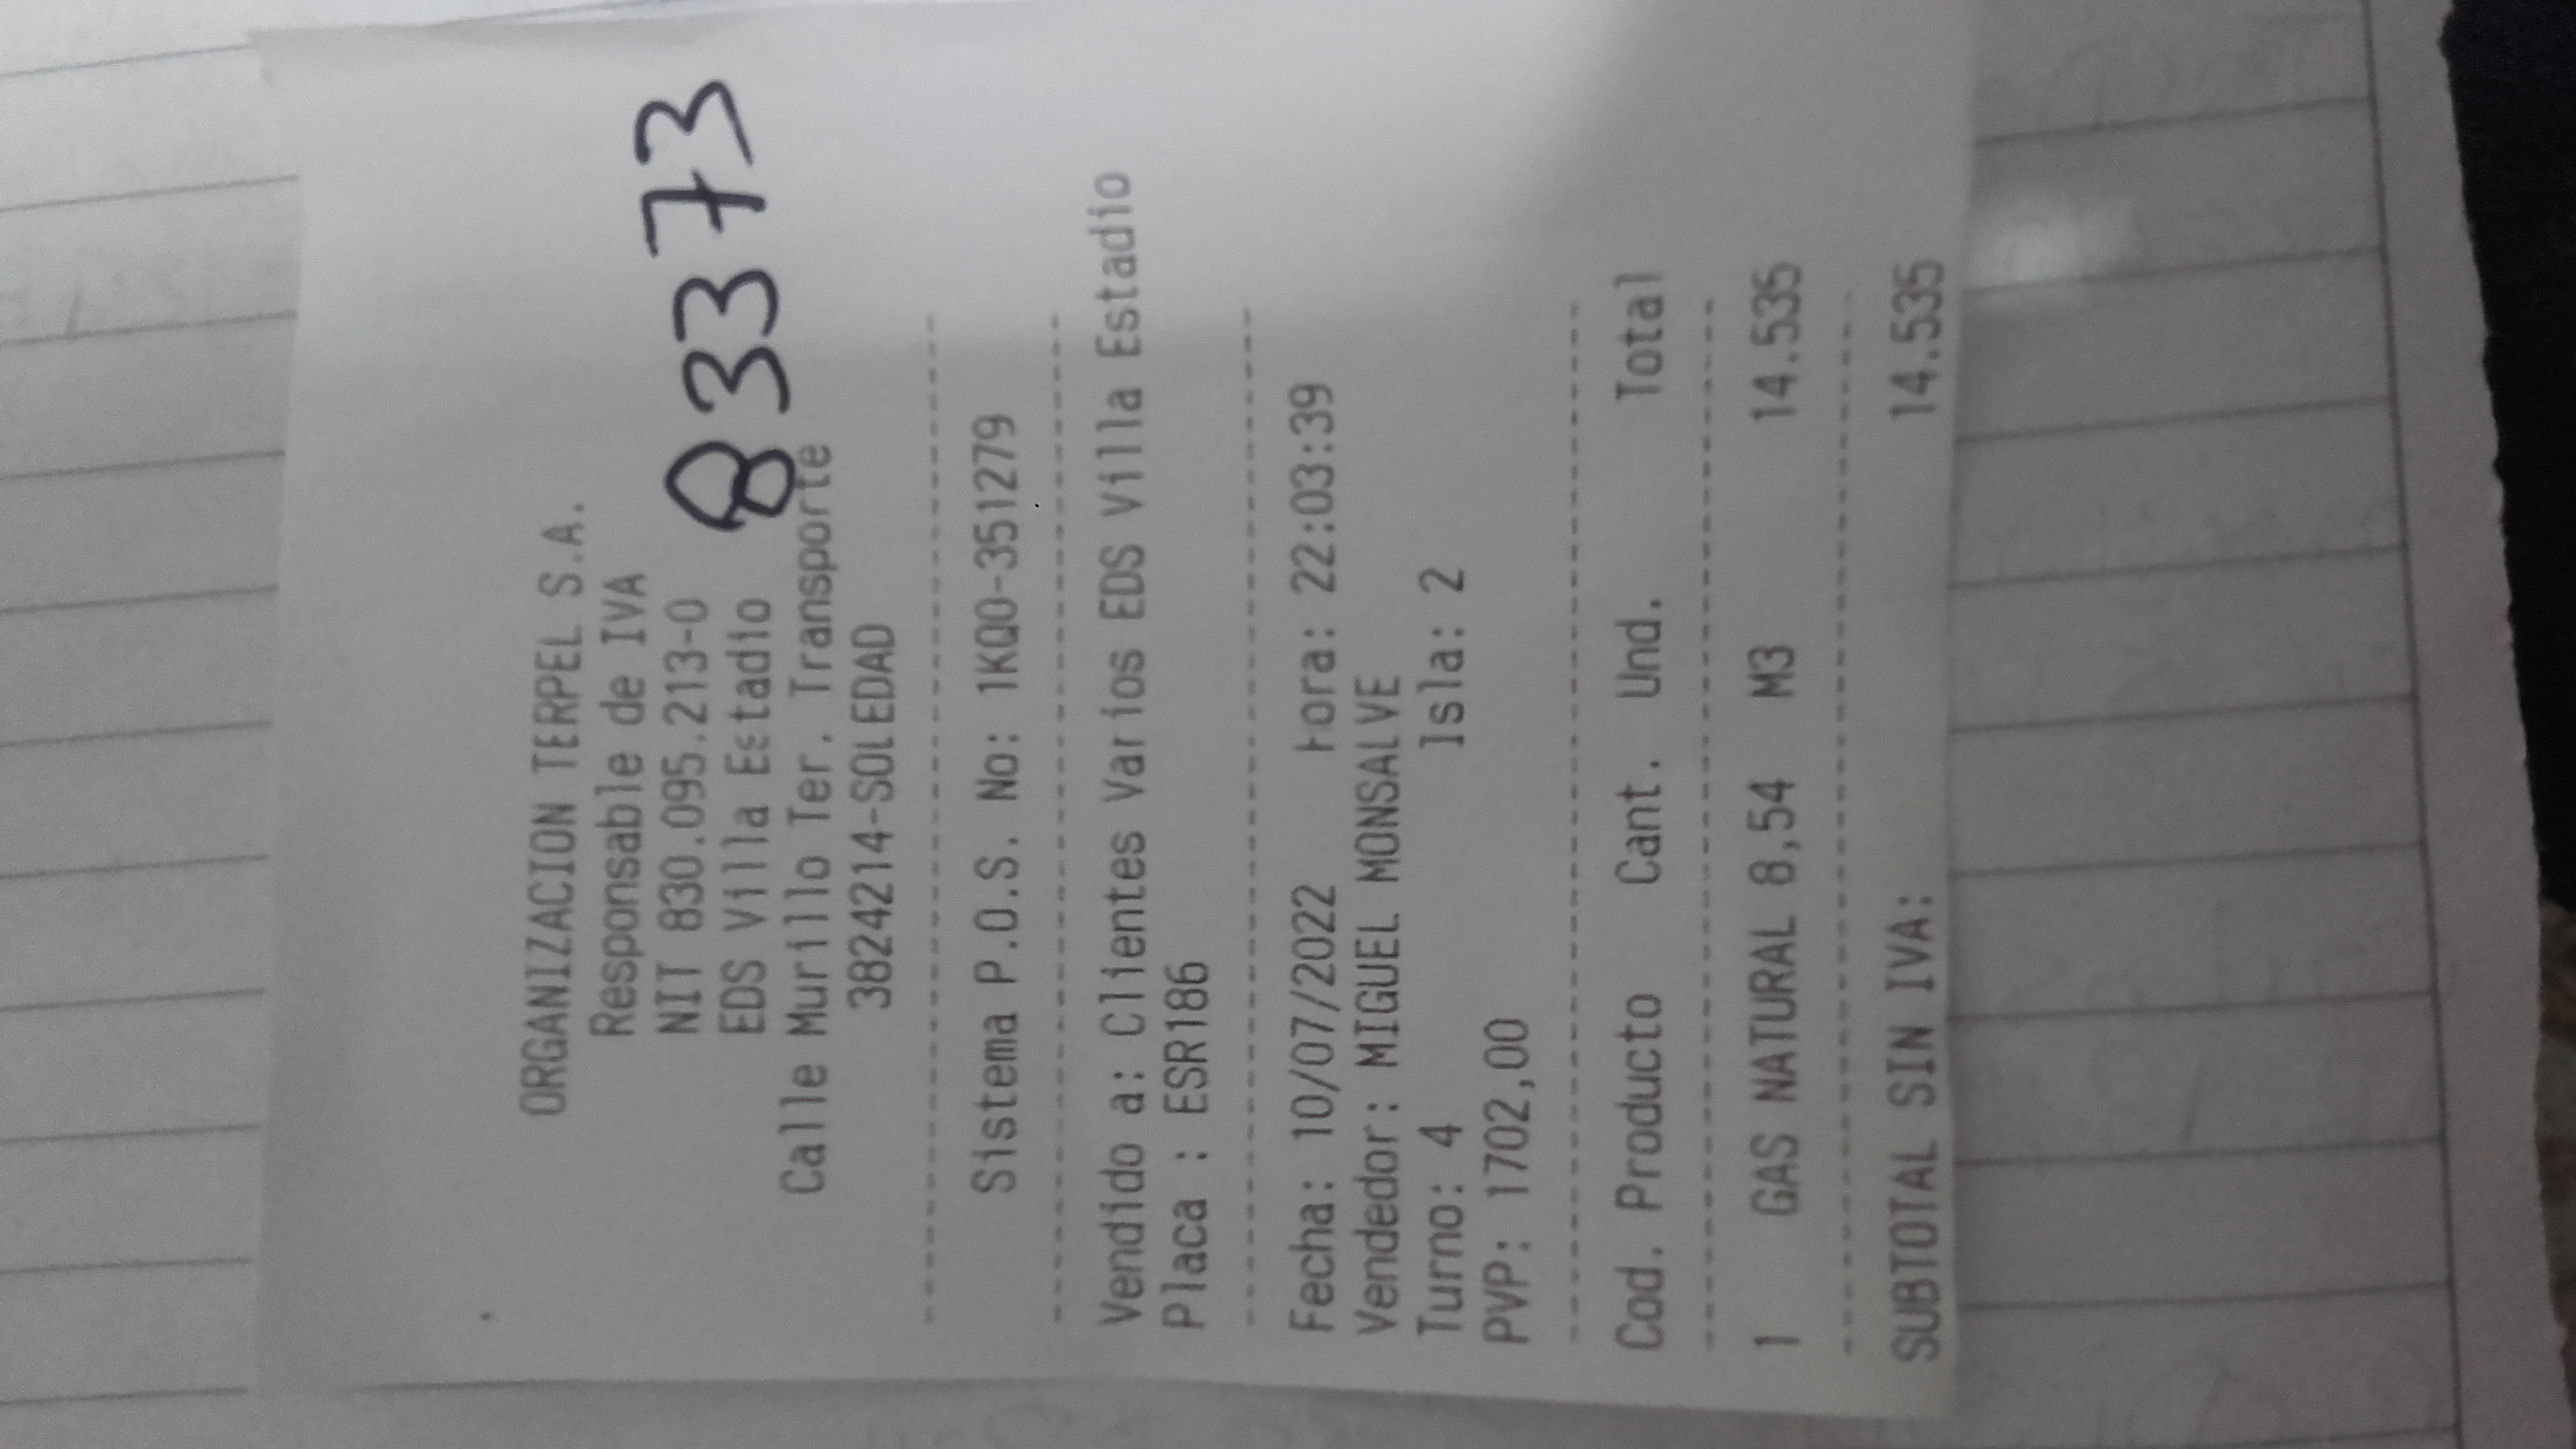 ORGANIZACION TERPEL S.A.
Responsable de IVA
NIT 830.095.213-0
8373
EDS Villa Estadio
Calle Murillo Ter. Transporte
3824214-SOLEDAD
Sistema P.O.S. No: 1KQ0-351279
Vendido a: Clientes Varios EDS Villa Estadio
Placa : ESR186
Fecha: 10/07/2022 Hora: 22:03:39
Vendedor: MIGUEL MONSALVE
Turno: 4 Isla: 2
PVP: 1702,00
Cod. Producto Cant. Und. Total
1 GAS NATURAL 8,54 M3 14.535
SUBTOTAL SIN IVA: 14.535